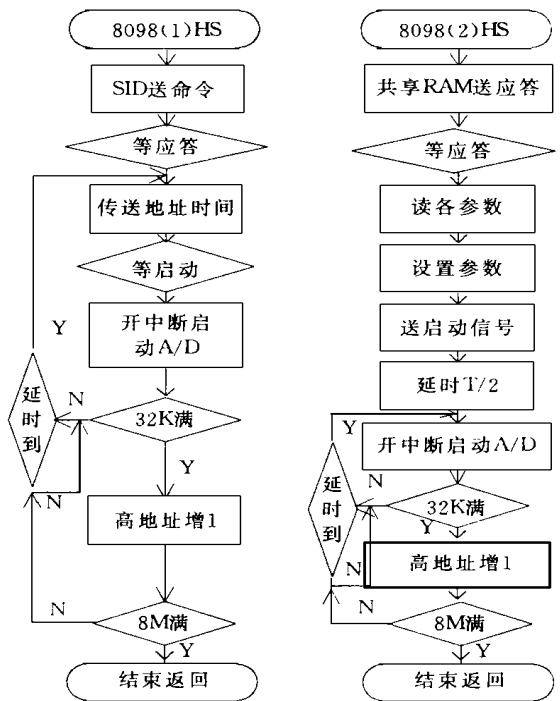 8098(1)HS
SID送命令
等应答
传送地址时间
等启动
Y
开中断启
动A/D
延时到
N
32K满
Y
N
高地址增1
N
8M满
Y
结束返回
8098(2)HS
共享RAM送应答
等应答
读各参数
设置参数
送启动信号
延时T/2
Y
开中断启动A/D
延时到
N
32K满
Y
高地址增1
N
N
8M满
Y
结束返回